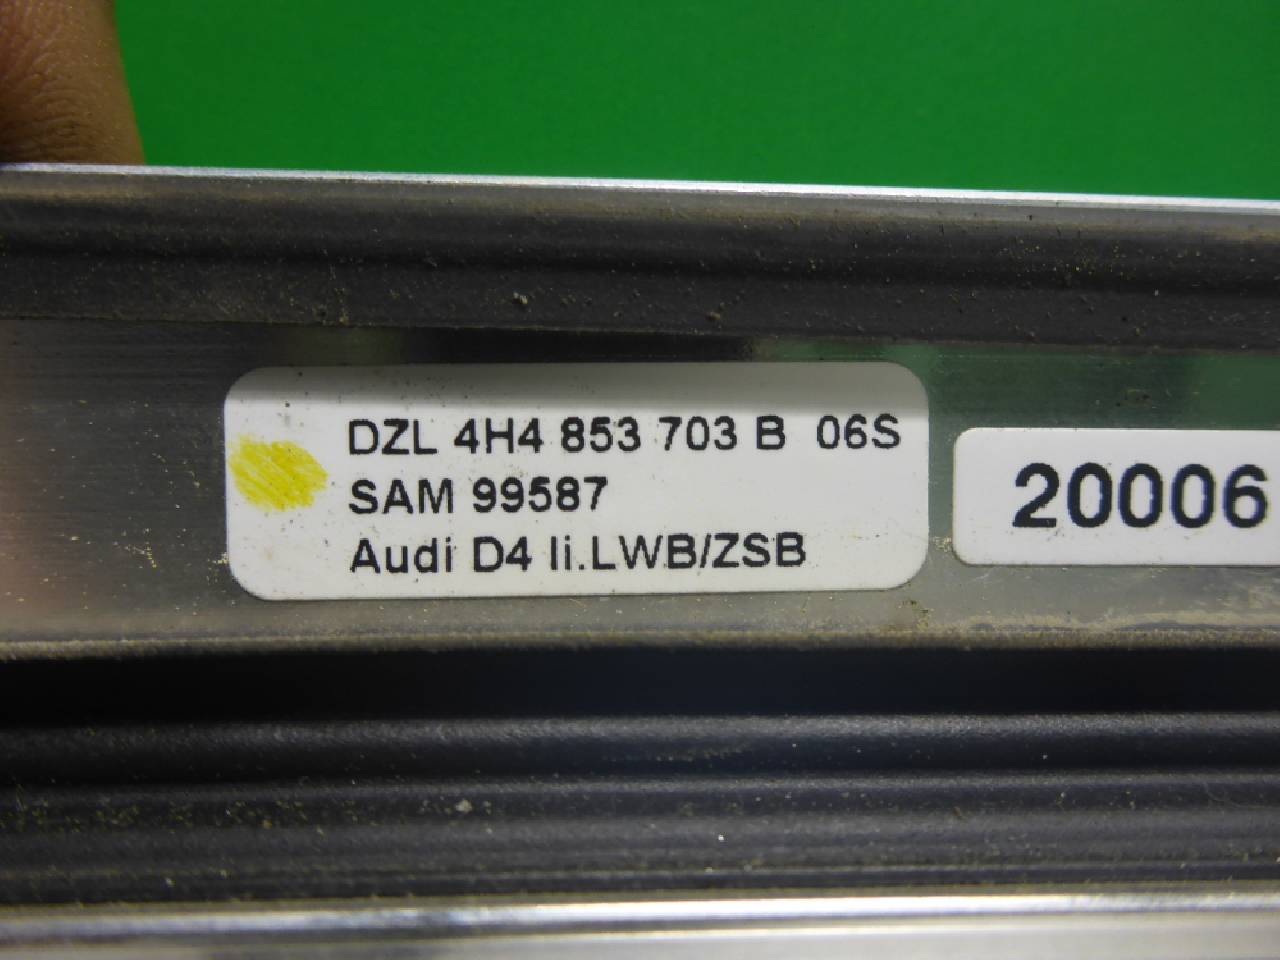 DZL 4H4 853 703 B 06S
SAM 99587
Audi D4 li.LWB/ZSB
20006